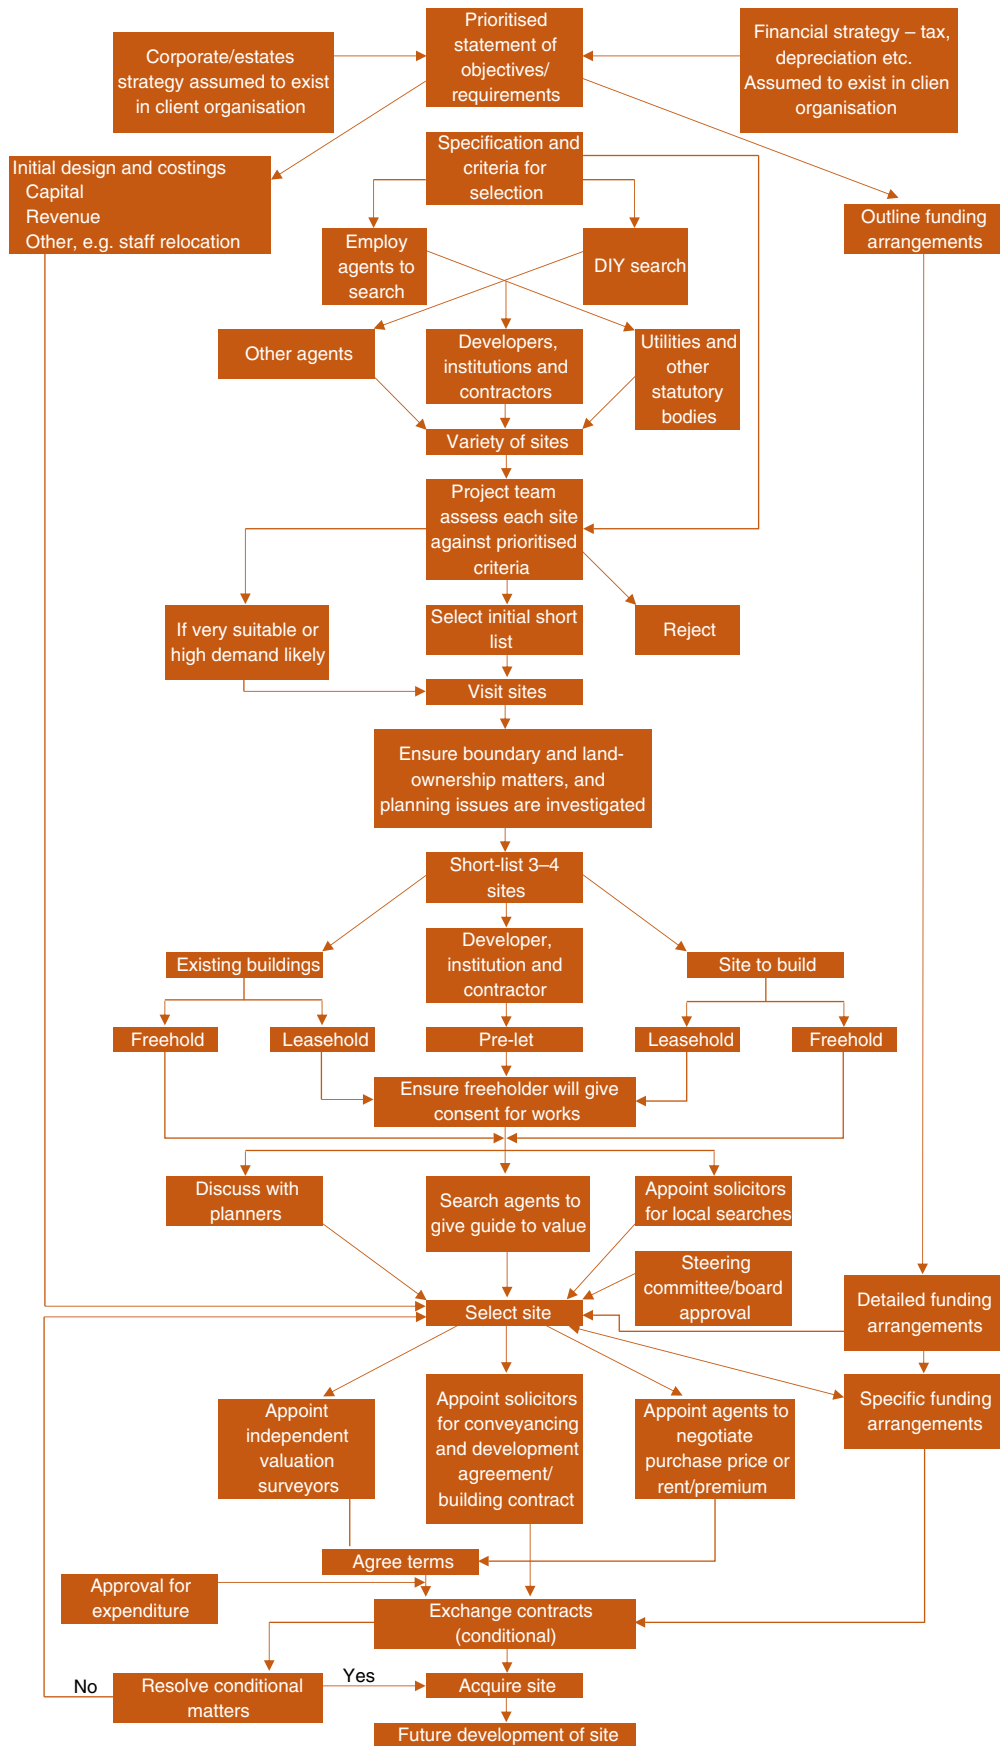 Prioritised
statement of
objectives/
requirements
Corporate/estates
strategy assumed to exist
in client organisation
Financial strategy – tax,
depreciation etc.
Assumed to exist in clien
organisation
Specification and
criteria for
selection
Initial design and costings
Capital
Revenue
Other, e.g. staff relocation
Outline funding
arrangements
Employ
agents to
search
DIY search
Other agents
Developers,
institutions and
contractors
Utilities and
other
statutory
bodies
Variety of sites
Project team
assess each site
against prioritised
criteria
If very suitable or
high demand likely
Select initial short
list
Reject
Visit sites
Ensure boundary and land-
ownership matters, and
planning issues are investigated
Short-list 3–4
sites
Existing buildings
Developer,
institution and
contractor
Site to build
Freehold
Leasehold
Pre-let
Leasehold
Freehold
Ensure freeholder will give
consent for works
Discuss with
planners
Search agents to
give guide to value
Appoint solicitors
for local searches
Steering
committee/board
approval
Select site
Detailed funding
arrangements
Appoint
independent
valuation
surveyors
Appoint solicitors
for conveyancing
and development
agreement/
building contract
Appoint agents to
negotiate
purchase price or
rent/premium
Specific funding
arrangements
Agree terms
Approval for
expenditure
Exchange contracts
(conditional)
No
Resolve conditional
matters
Yes
Acquire site
Future development of site